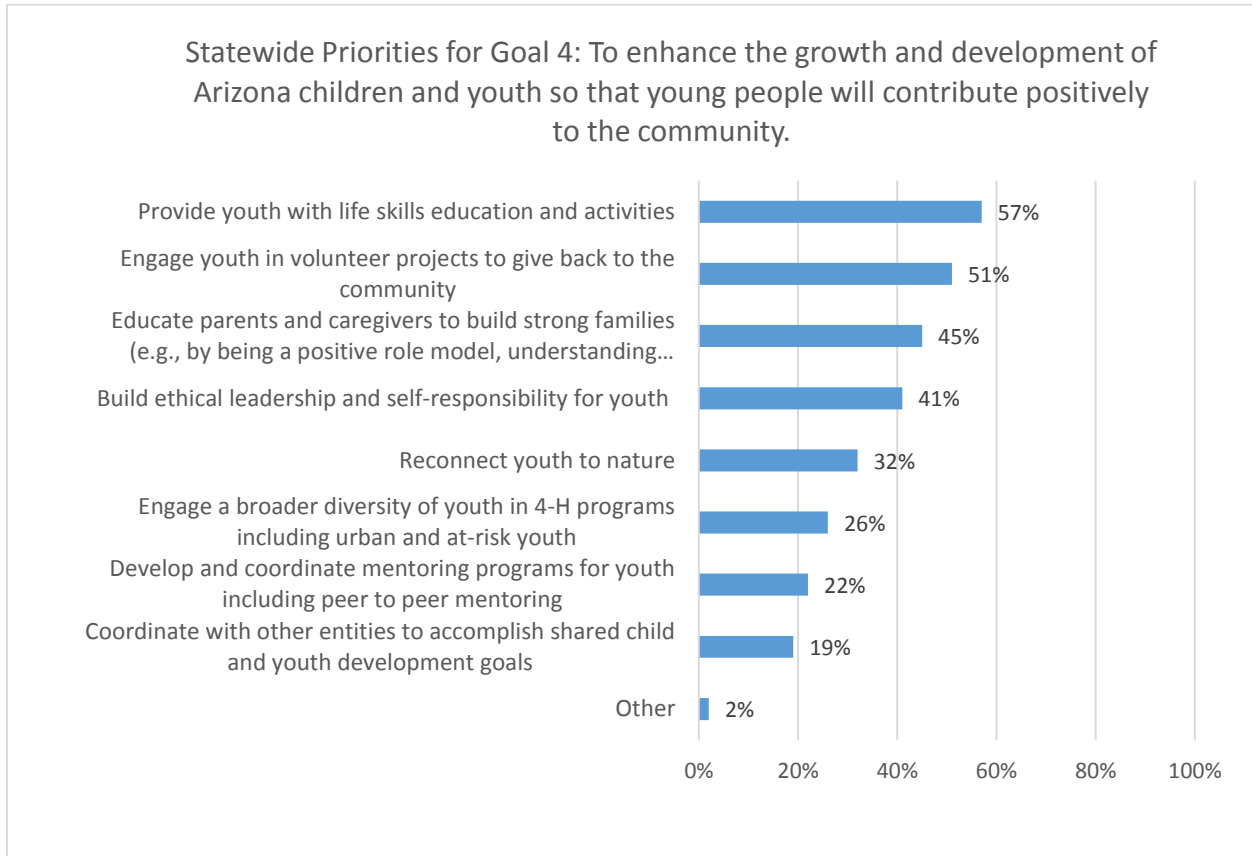 Statewide Priorities for Goal 4: To enhance the growth and development of
Arizona children and youth so that young people will contribute positively
to the community.
Provide youth with life skills education and activities
57%
Engage youth in volunteer projects to give back to the
community
51%
Educate parents and caregivers to build strong families
(e.g., by being a positive role model, understanding…
45%
Build ethical leadership and self-responsibility for youth
41%
Reconnect youth to nature
32%
Engage a broader diversity of youth in 4-H programs
including urban and at-risk youth
26%
Develop and coordinate mentoring programs for youth
including peer to peer mentoring
22%
Coordinate with other entities to accomplish shared child
and youth development goals
19%
Other
2%
0% 20% 40% 60% 80% 100%